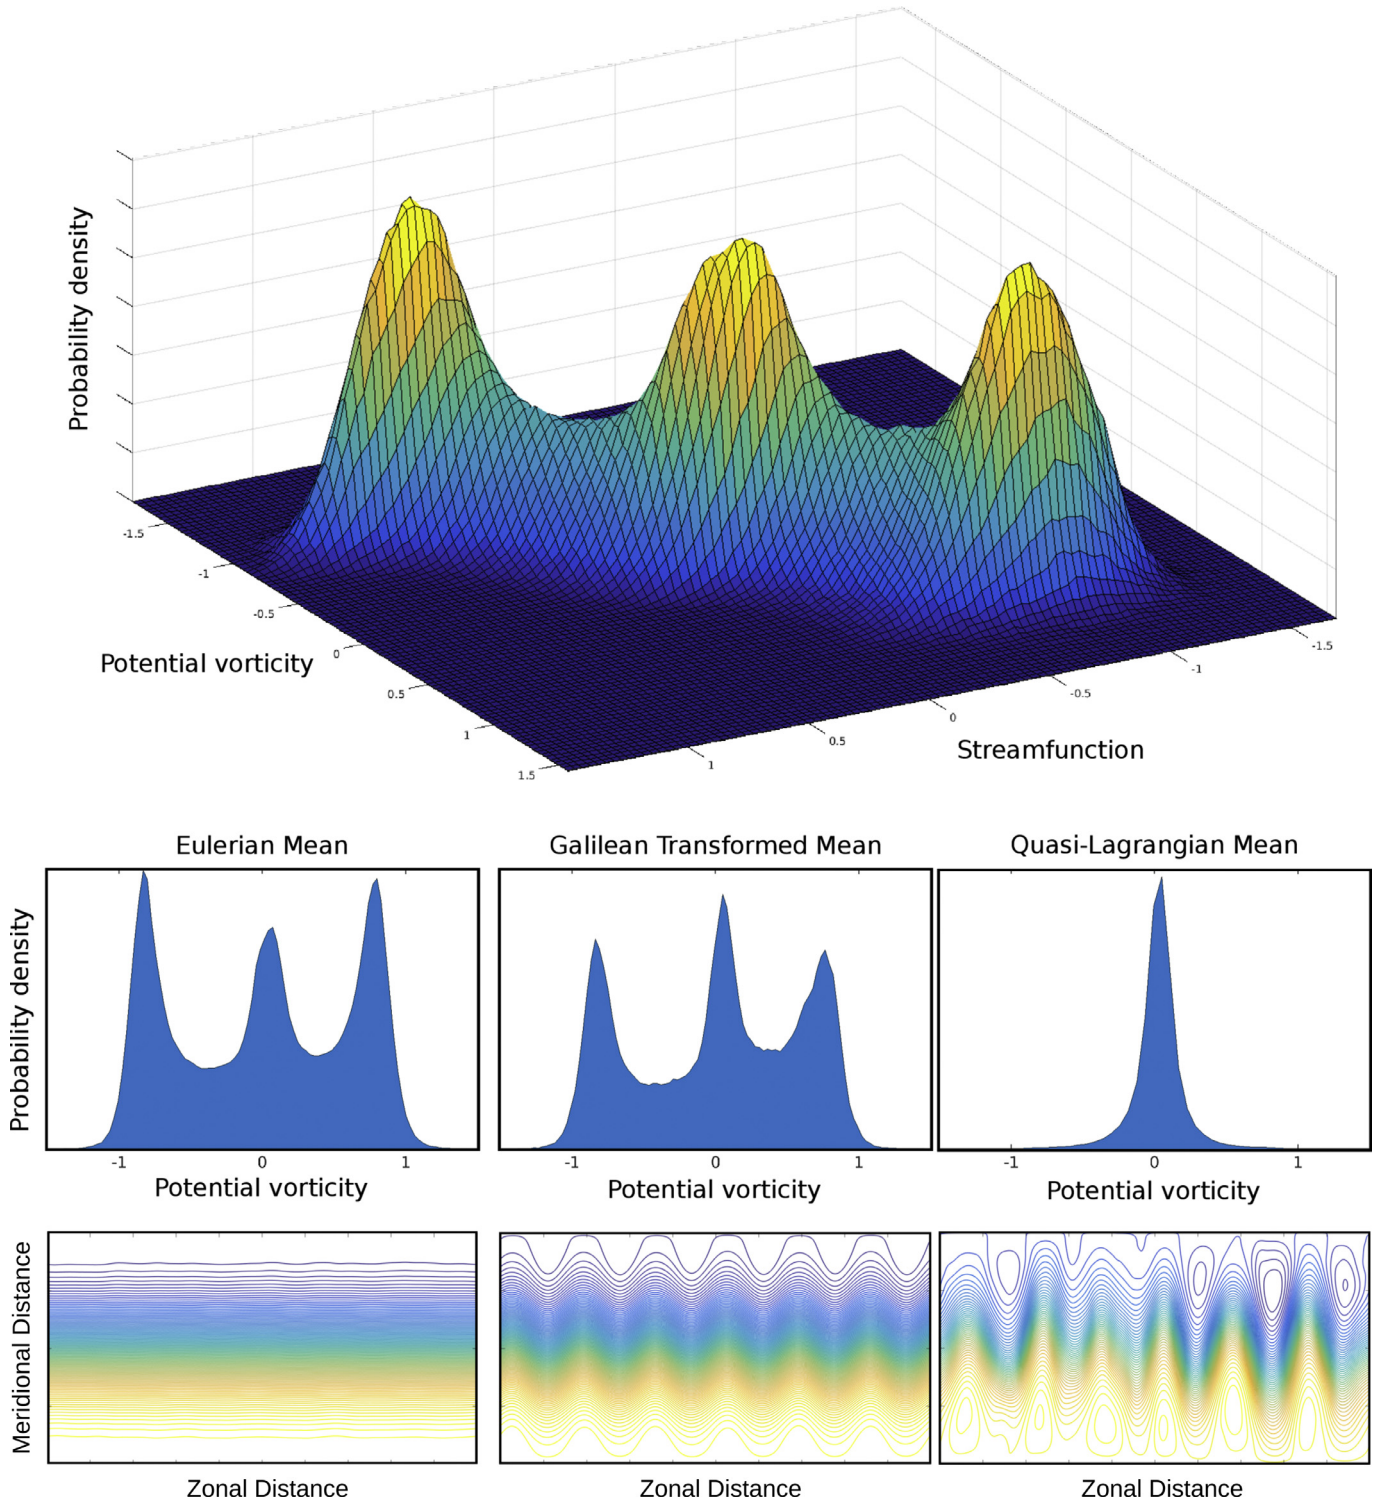 Probability density
-1.5
-1
-0.5
0
0.5
1
1.5
Potential vorticity
1
0.5
0
-0.5
-1
-1.5
Streamfunction
Eulerian Mean
Galilean Transformed Mean
Quasi-Lagrangian Mean
Probability density
-1 0 1
-1 0 1
-1 0 1
Potential vorticity
Potential vorticity
Potential vorticity
Meridional Distance
Zonal Distance
Zonal Distance
Zonal Distance